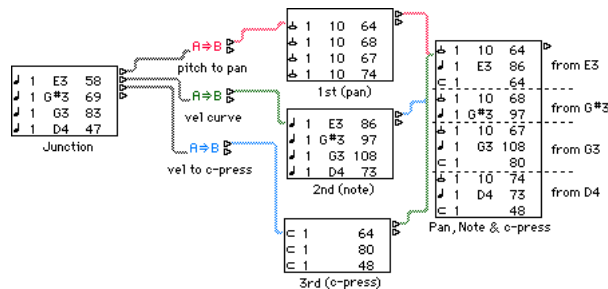 1 E3 58
1 G#3 69
1 G3 83
1 D4 47
Junction
A⇒B
pitch to pan
A⇒B
vel curve
A⇒B
vel to c-press
1 10 64
1 10 68
1 10 67
1 10 74
1st (pan)
1 E3 86
1 G#3 97
1 G3 108
1 D4 73
2nd (note)
1 64
1 80
1 48
3rd (c-press)
1 10 64
1 E3 86
1 64
1 10 68
1 G#3 97
1 10 67
1 G3 108
1 80
1 10 74
1 D4 73
1 48
Pan, Note & c-press
from E3
from G#3
from G3
from D4